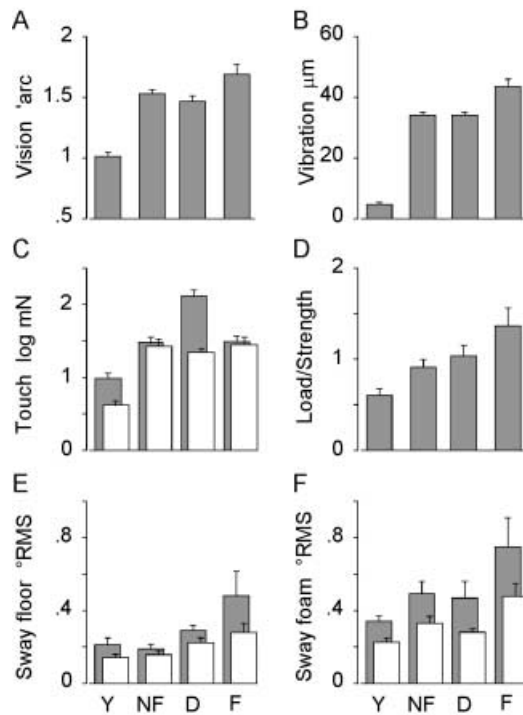 A
Vision 'arc
2
1.5
1
.5
B
Vibration μm
60
40
20
0
C
Touch log mN
2
1
0
D
Load/Strength
2
1
0
E
Sway floor °RMS
.8
.4
0
Y NF D F
F
Sway foam °RMS
.8
.4
0
Y NF D F